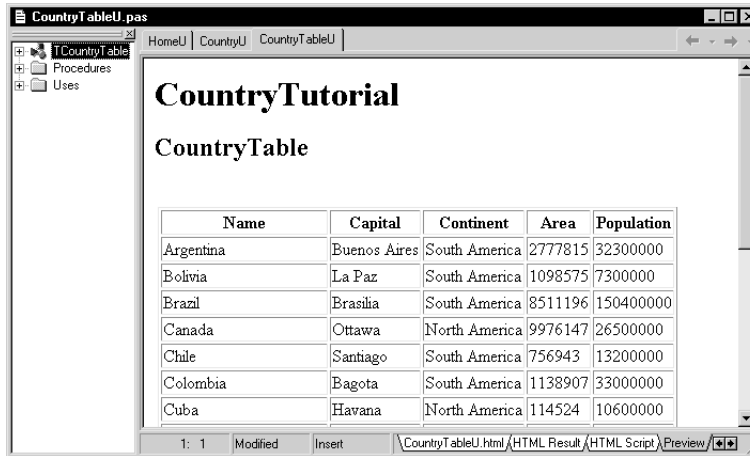 CountryTableU.pas
HomeU CountryU CountryTableU
TCountryTable
Procedures
Uses
CountryTutorial
CountryTable
Name Capital Continent Area Population
Argentina Buenos Aires South America 2777815 32300000
Bolivia La Paz South America 1098575 7300000
Brazil Brasilia South America 8511196 150400000
Canada Ottawa North America 9976147 26500000
Chile Santiago South America 756943 13200000
Colombia Bagota South America 1138907 33000000
Cuba Havana North America 114524 10600000
1: 1 Modified Insert CountryTableU.html HTML Result HTML Script Preview